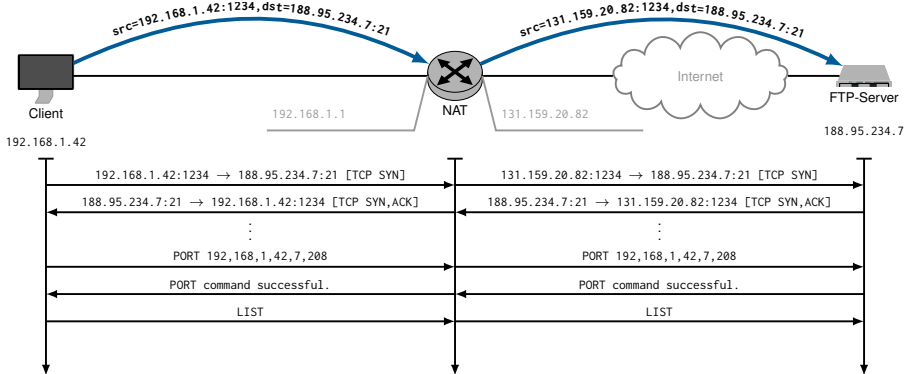 src=192.168.1.42:1234,dst=188.95.234.7:21
src=131.159.20.82:1234,dst=188.95.234.7:21
Internet
Client
NAT
FTP-Server
192.168.1.1
131.159.20.82
192.168.1.42
188.95.234.7
192.168.1.42:1234 → 188.95.234.7:21 [TCP SYN]
131.159.20.82:1234 → 188.95.234.7:21 [TCP SYN]
188.95.234.7:21 → 192.168.1.42:1234 [TCP SYN,ACK]
188.95.234.7:21 → 131.159.20.82:1234 [TCP SYN,ACK]
⋮
⋮
PORT 192,168,1,42,7,208
PORT 192,168,1,42,7,208
PORT command successful.
PORT command successful.
LIST
LIST